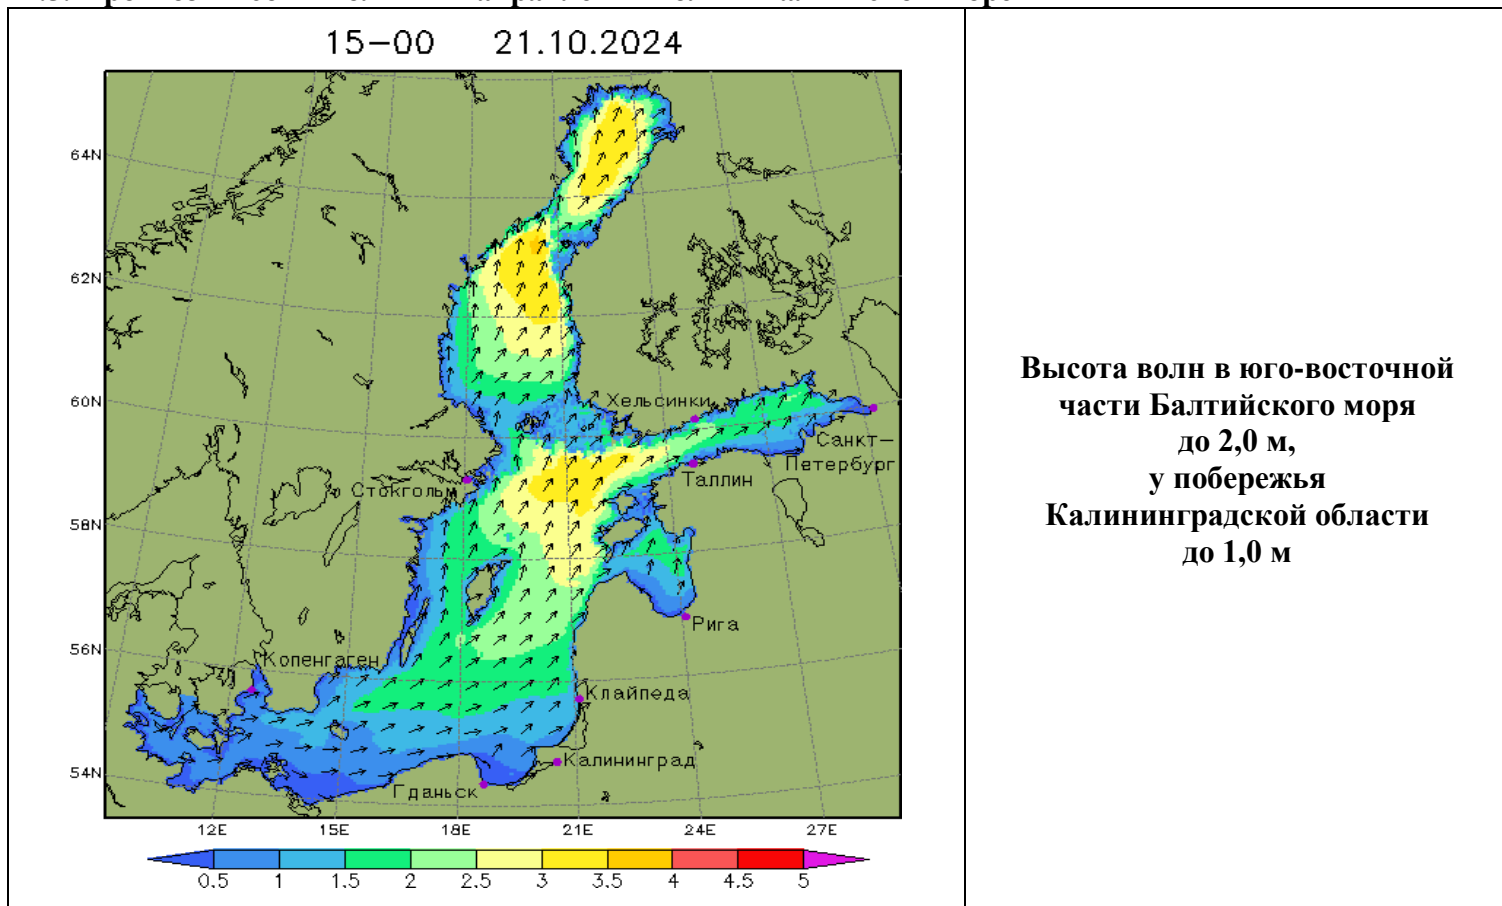 15-00 21.10.2024
64N
62N
60N
58N
56N
54N
Хельсинки
Санкт-
Петербург
Таллин
Стокгольм
Рига
Копенгаген
Клайпеда
Калининград
Гданьск
12E 15E 18E 21E 24E 27E
0.5 1 1.5 2 2.5 3 3.5 4 4.5 5
Высота волн в юго-восточной
части Балтийского моря
до 2,0 м,
у побережья
Калининградской области
до 1,0 м